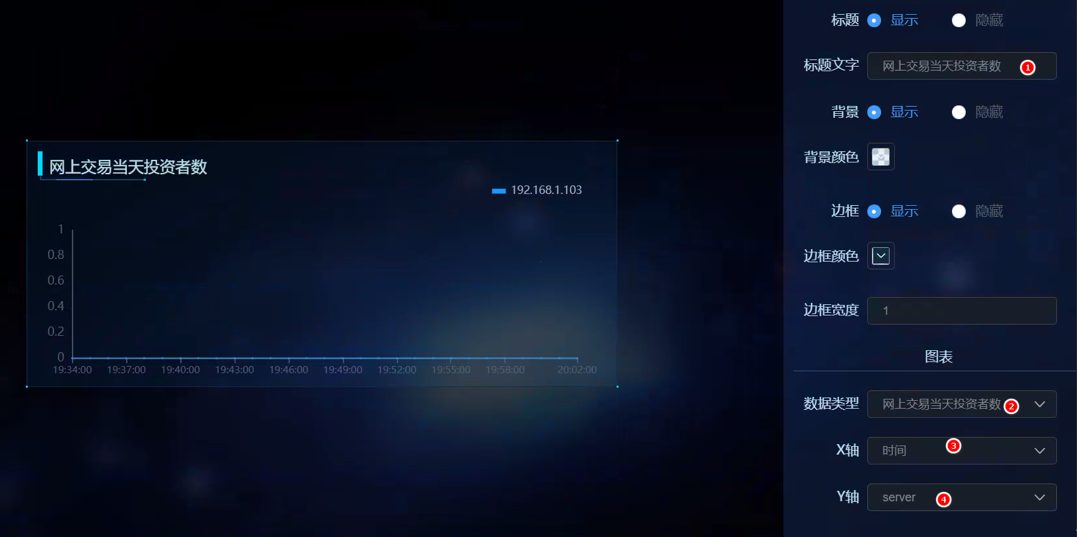 网上交易当天投资者数
192.168.1.103
1
0.8
0.6
0.4
0.2
0
19:34:00 19:37:00 19:40:00 19:43:00 19:46:00 19:49:00 19:52:00 19:55:00 19:58:00 20:02:00
标题 显示 隐藏
标题文字 网上交易当天投资者数 1
背景 显示 隐藏
背景颜色
边框 显示 隐藏
边框颜色
边框宽度 1
图表
数据类型 网上交易当天投资者数 2
X轴 时间 3
Y轴 server 4